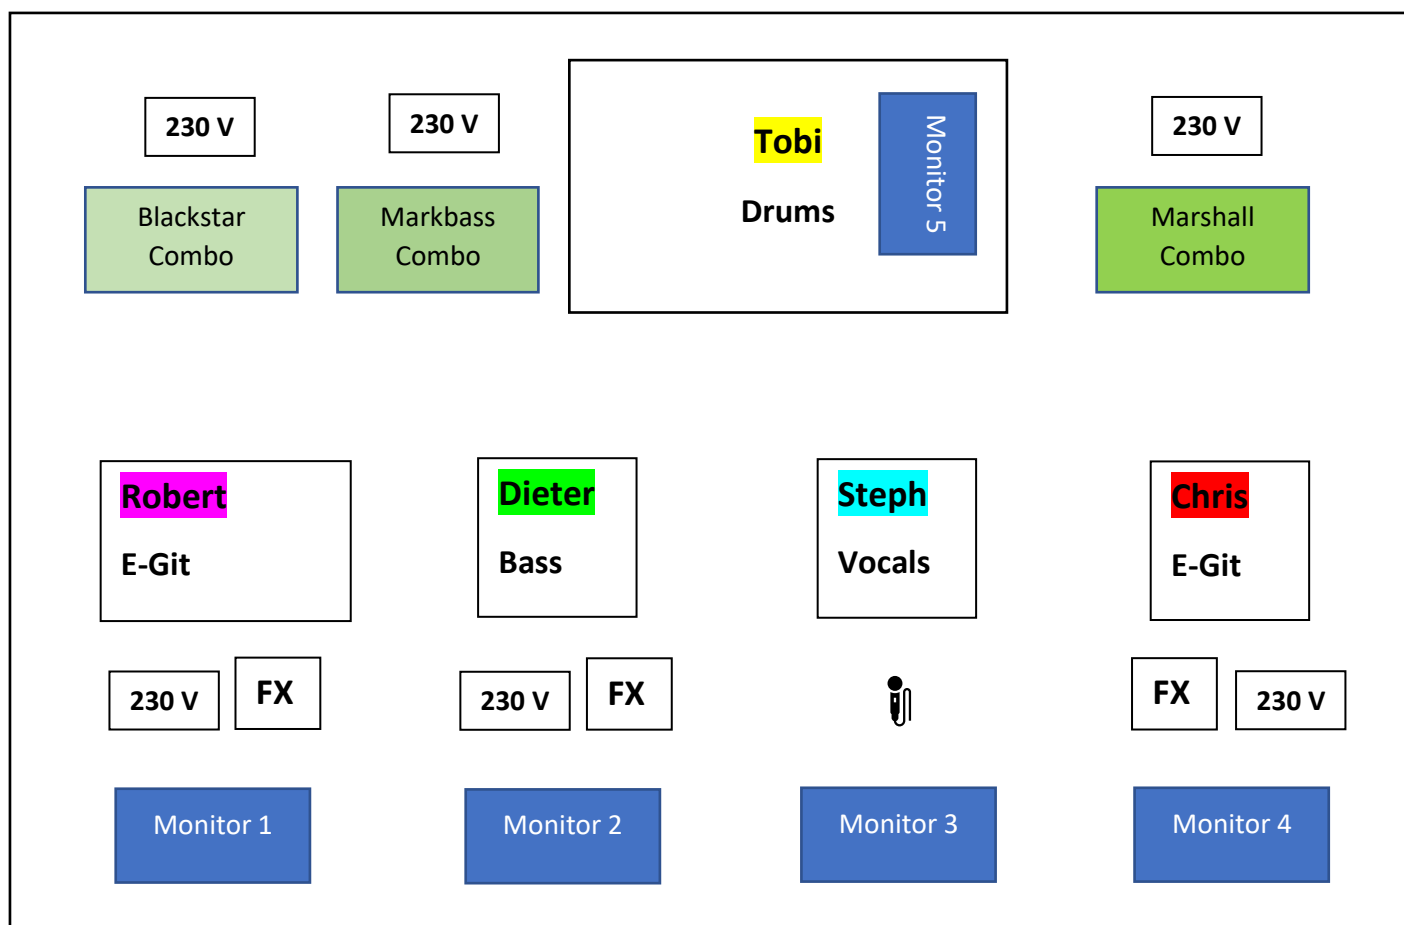 230 V
230 V
230 V
Tobi
Drums
Monitor 5
Blackstar
Combo
Markbass
Combo
Marshall
Combo
Robert
E-Git
Dieter
Bass
Steph
Vocals
Chris
E-Git
230 V
FX
230 V
FX
FX
230 V
Monitor 1
Monitor 2
Monitor 3
Monitor 4